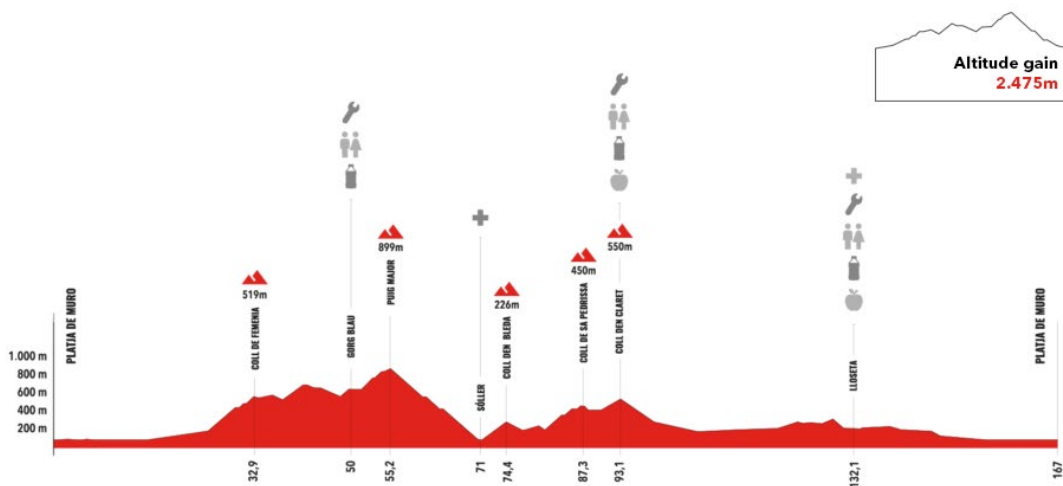 Altitude gain
2.475m
899m
550m
450m
519m
226m
PLATJA DE MURO
COLL DE FEMENIA
GORG BLAU
PUIG MAJOR
SÓLLER
COLL DEN BLEDA
COLL DE SA PEDRISSA
COLL DEN CLARET
LLOSETA
PLATJA DE MURO
1.000 m
800 m
600 m
400 m
200 m
32,9
50
55,2
71
74,4
87,3
93,1
132,1
167